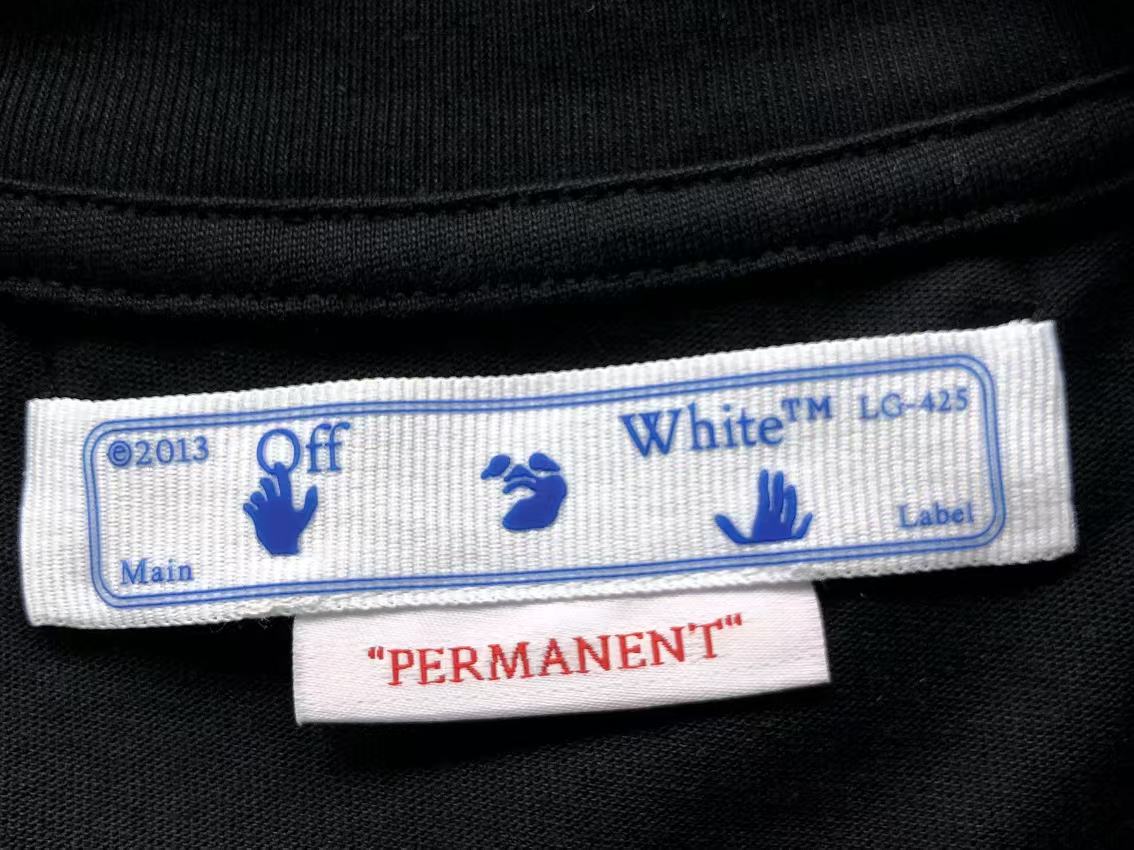 ©2013 Off White™ LG-425
Main Label
“PERMANENT“